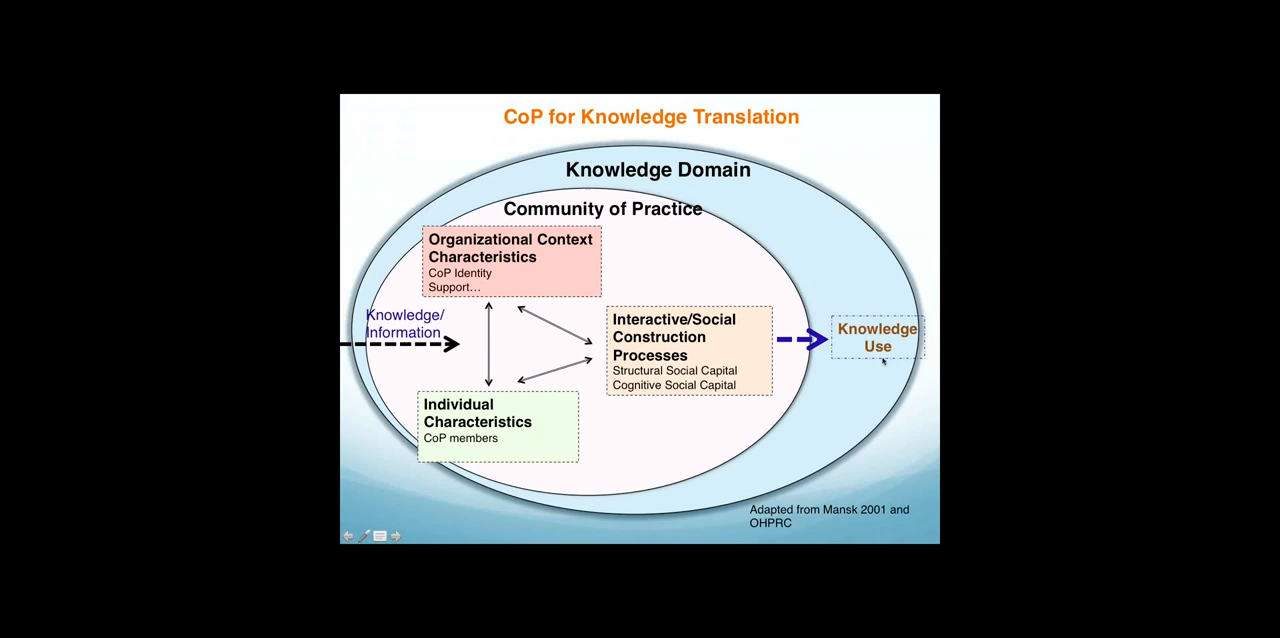 CoP for Knowledge Translation
Knowledge Domain
Community of Practice
Organizational Context
Characteristics
CoP Identity
Support…
Knowledge/
Information
Interactive/Social
Construction
Processes
Structural Social Capital
Cognitive Social Capital
Knowledge
Use
Individual
Characteristics
CoP members
Adapted from Mansk 2001 and
OHPRC